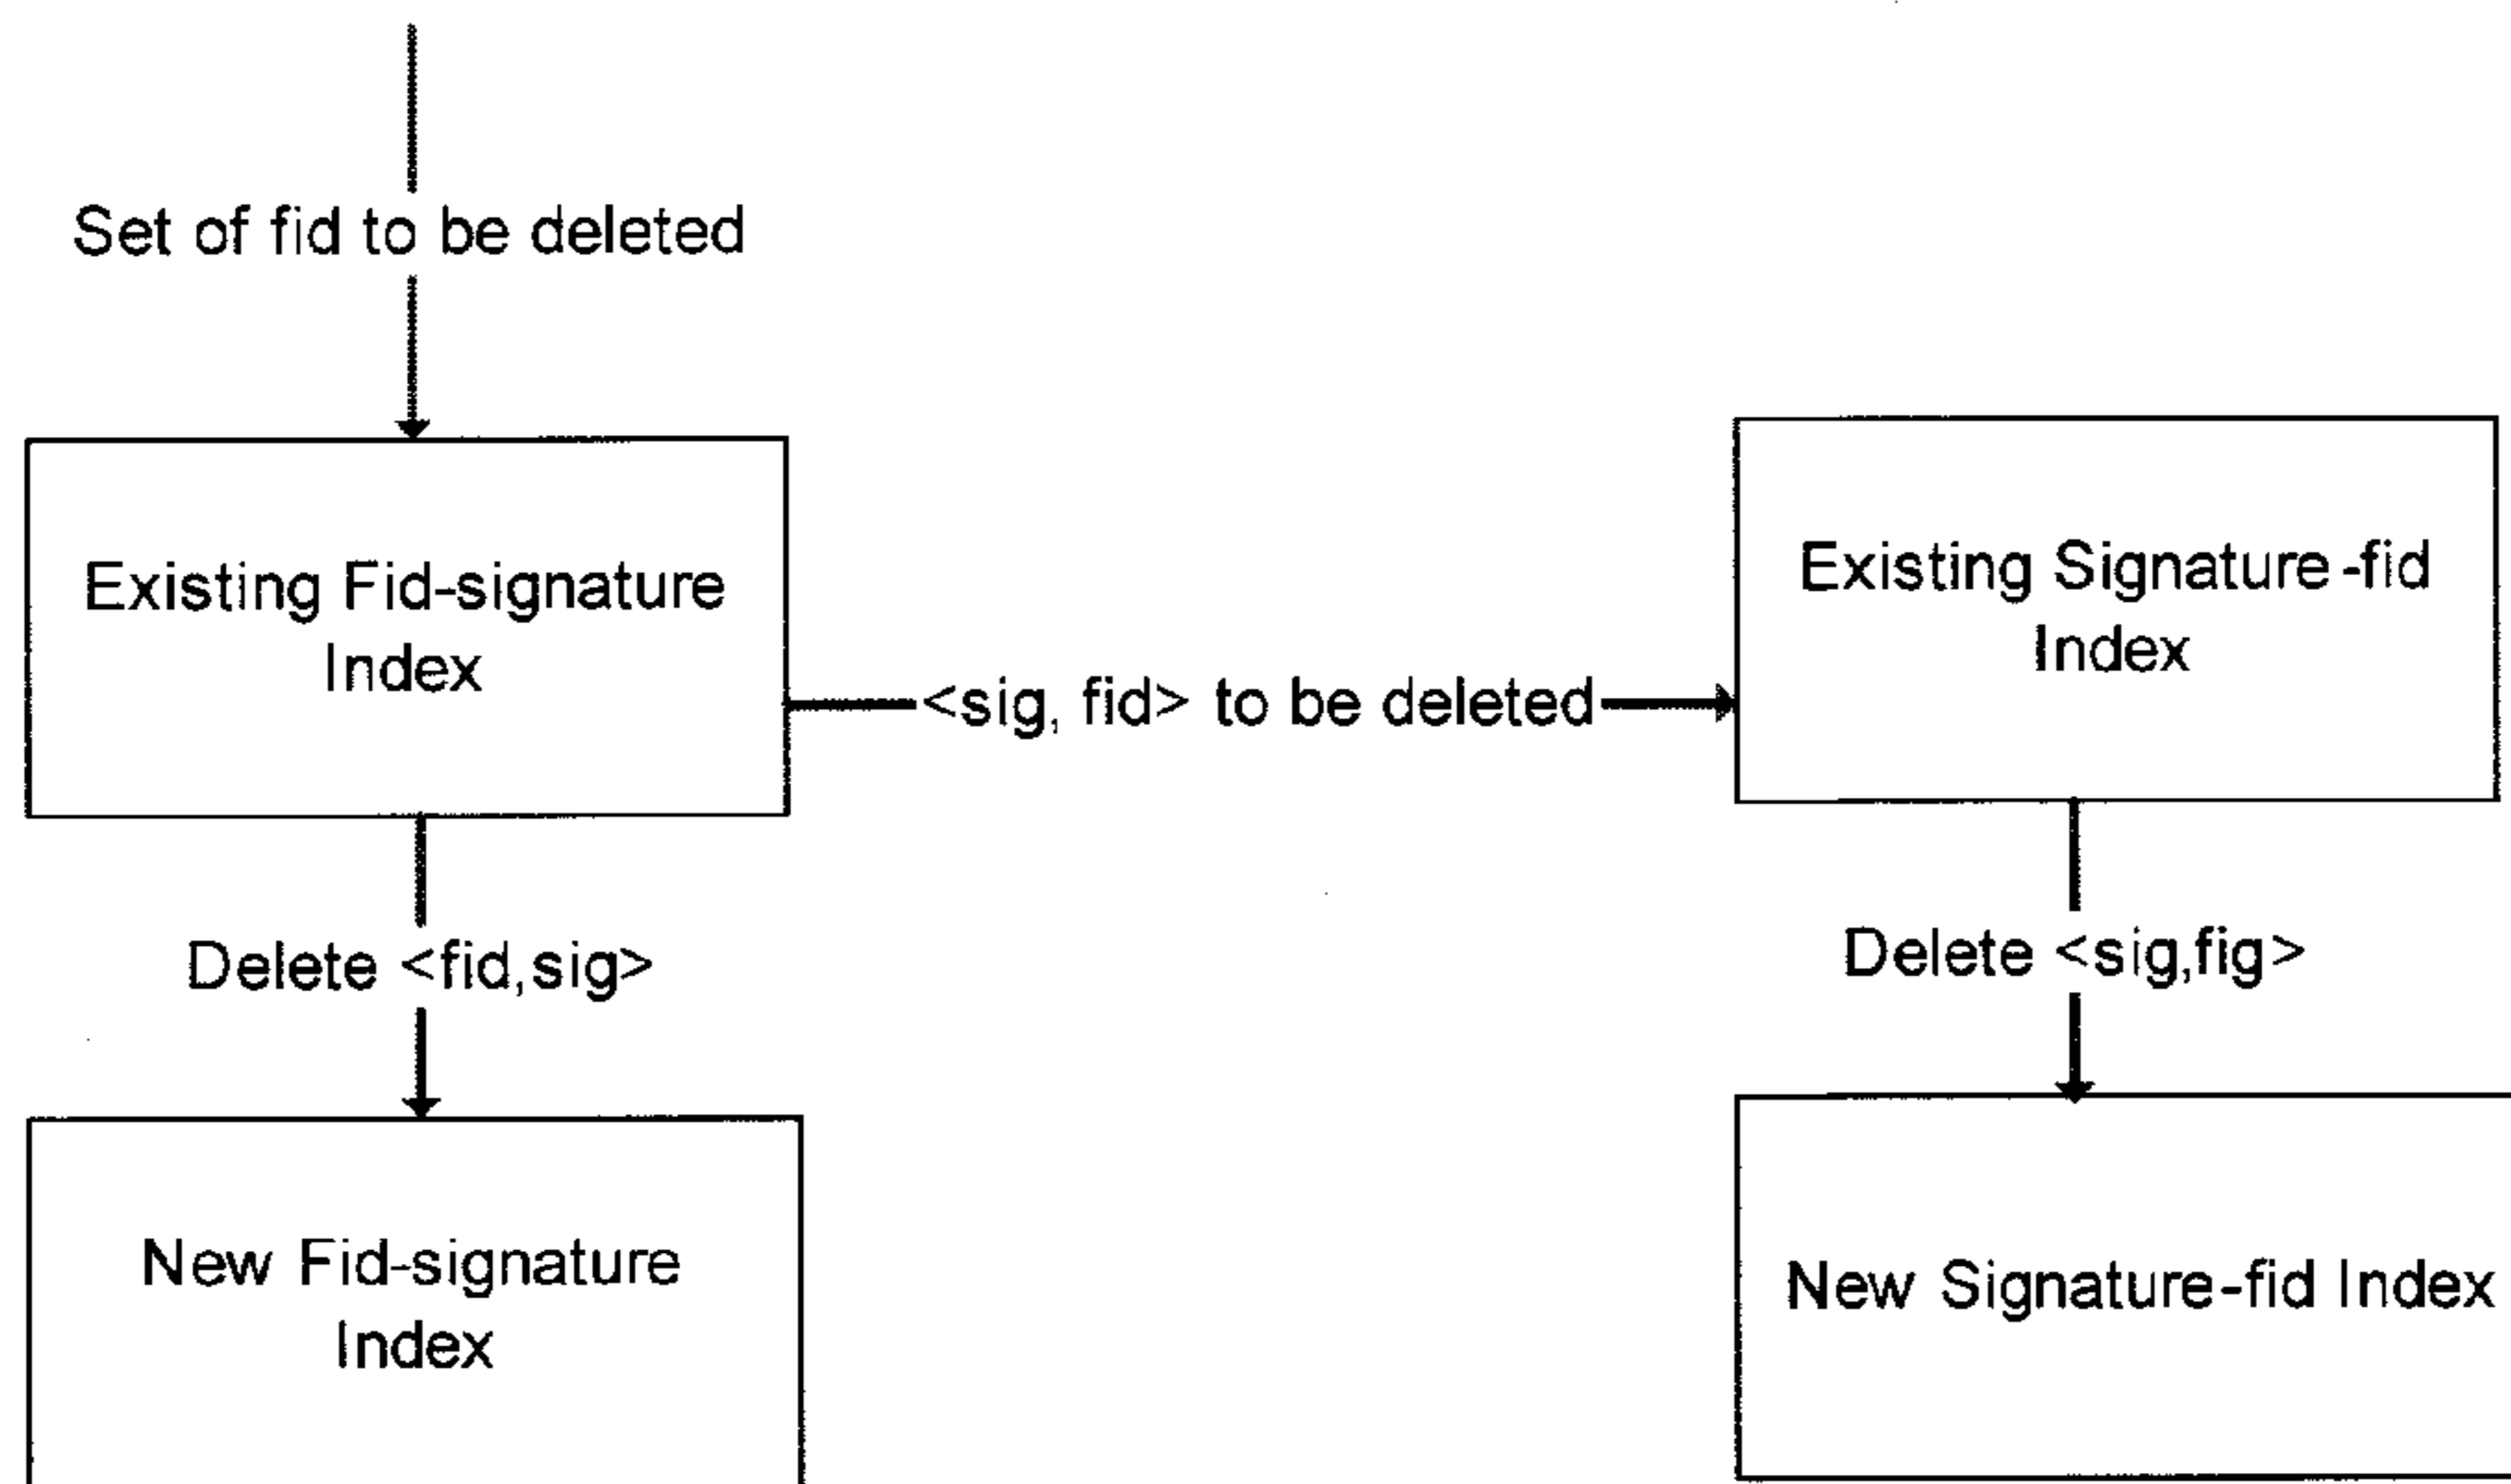 Set of fid to be deleted
Existing Fid-signature
Index
<sig, fid> to be deleted
Existing Signature-fid
Index
Delete <fid,sig>
Delete <sig,fig>
New Fid-signature
Index
New Signature-fid Index